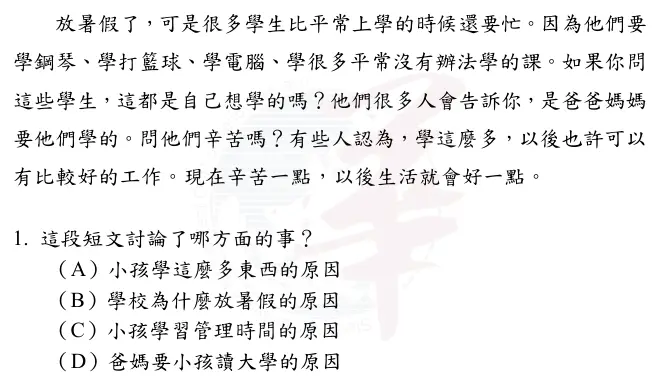 放暑假了，可是很多學生比平常上學的時候還要忙。因為他們要
學鋼琴、學打籃球、學電腦、學很多平常沒有辦法學的課。如果你問
這些學生，這都是自己想學的嗎？他們很多人會告訴你，是爸爸媽媽
要他們學的。問他們辛苦嗎？有些人認為，學這麼多，以後也許可以
有比較好的工作。現在辛苦一點，以後生活就會好一點。
1. 這段短文討論了哪方面的事？
（A）小孩學這麼多東西的原因
（B）學校為什麼放暑假的原因
（C）小孩學習管理時間的原因
（D）爸媽要小孩讀大學的原因